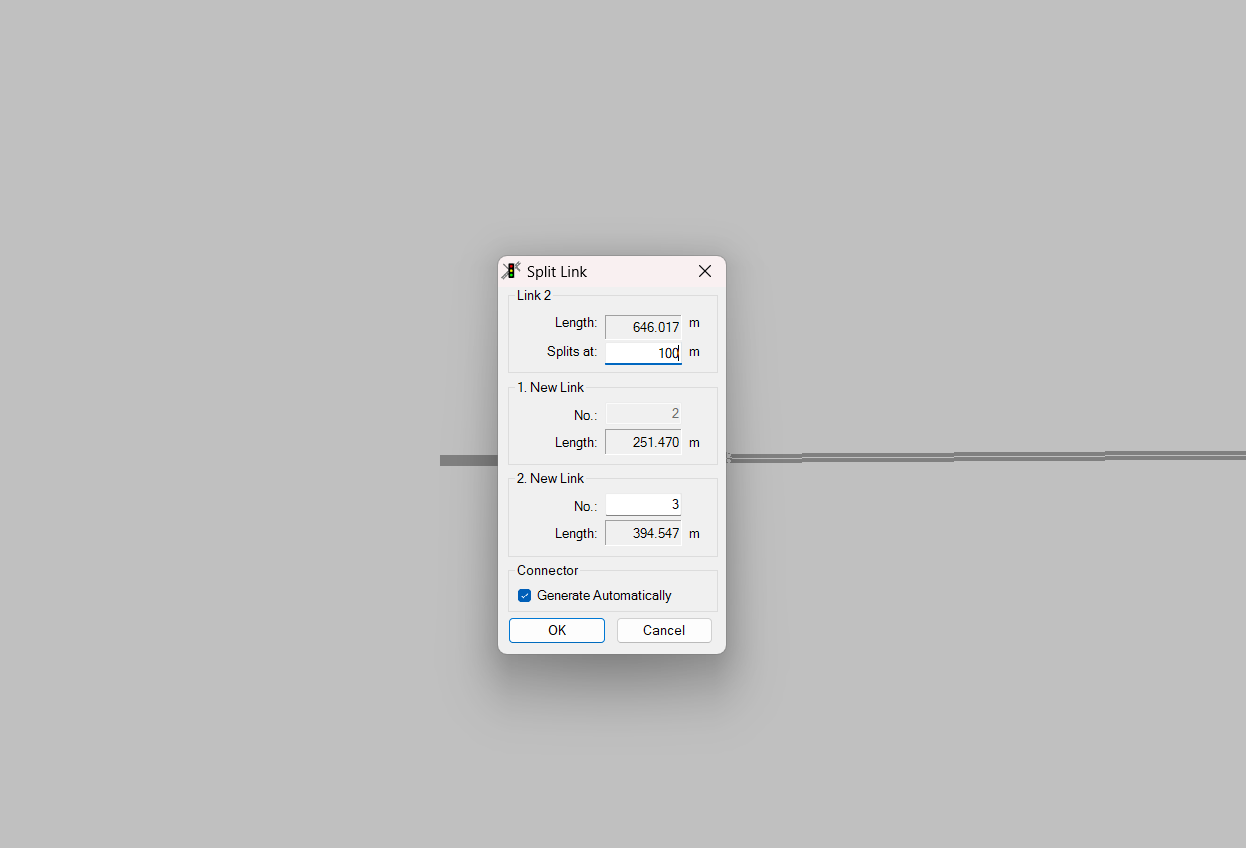 Split Link
Link 2
Length: 646.017 m
Splits at: 100 m
1. New Link
No.: 2
Length: 251.470 m
2. New Link
No.: 3
Length: 394.547 m
Connector
Generate Automatically
OK Cancel